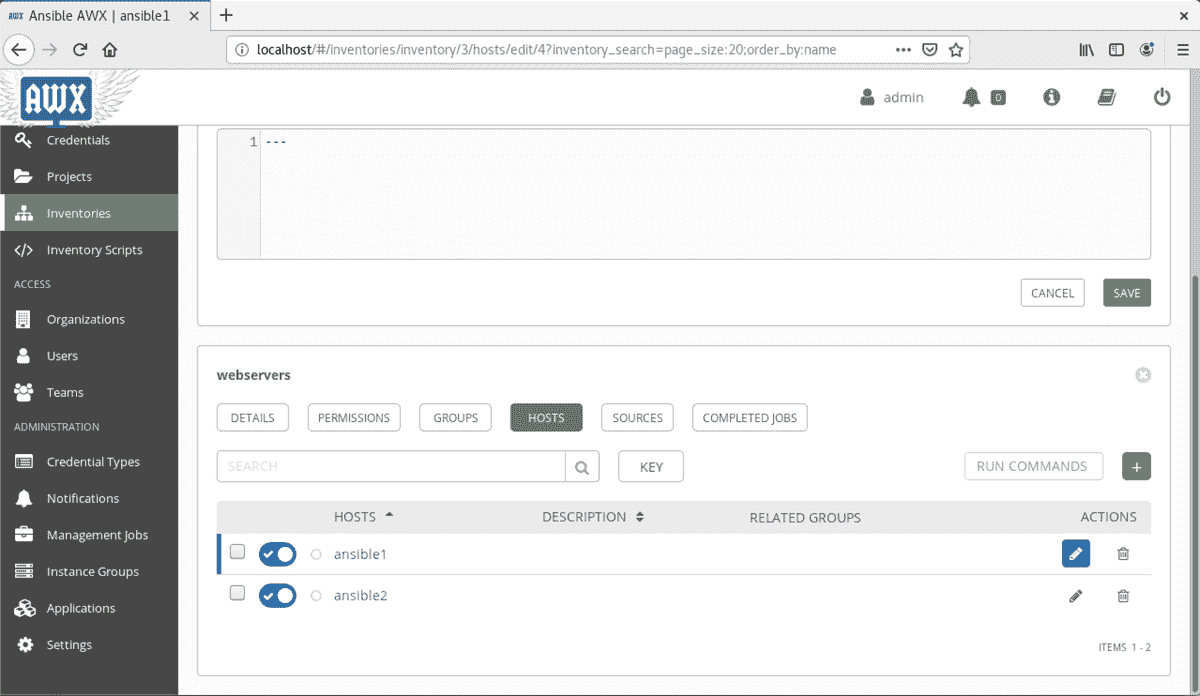 AWX Ansible AWX | ansible1
localhost/#/inventories/inventory/3/hosts/edit/4?inventory_search=page_size:20;order_by:name
AWX
admin
0
Credentials
Projects
Inventories
Inventory Scripts
ACCESS
Organizations
Users
Teams
ADMINISTRATION
Credential Types
Notifications
Management Jobs
Instance Groups
Applications
Settings
1 ---
CANCEL SAVE
webservers
DETAILS PERMISSIONS GROUPS HOSTS SOURCES COMPLETED JOBS
SEARCH KEY RUN COMMANDS +
HOSTS DESCRIPTION RELATED GROUPS ACTIONS
ansible1
ansible2
ITEMS 1 - 2